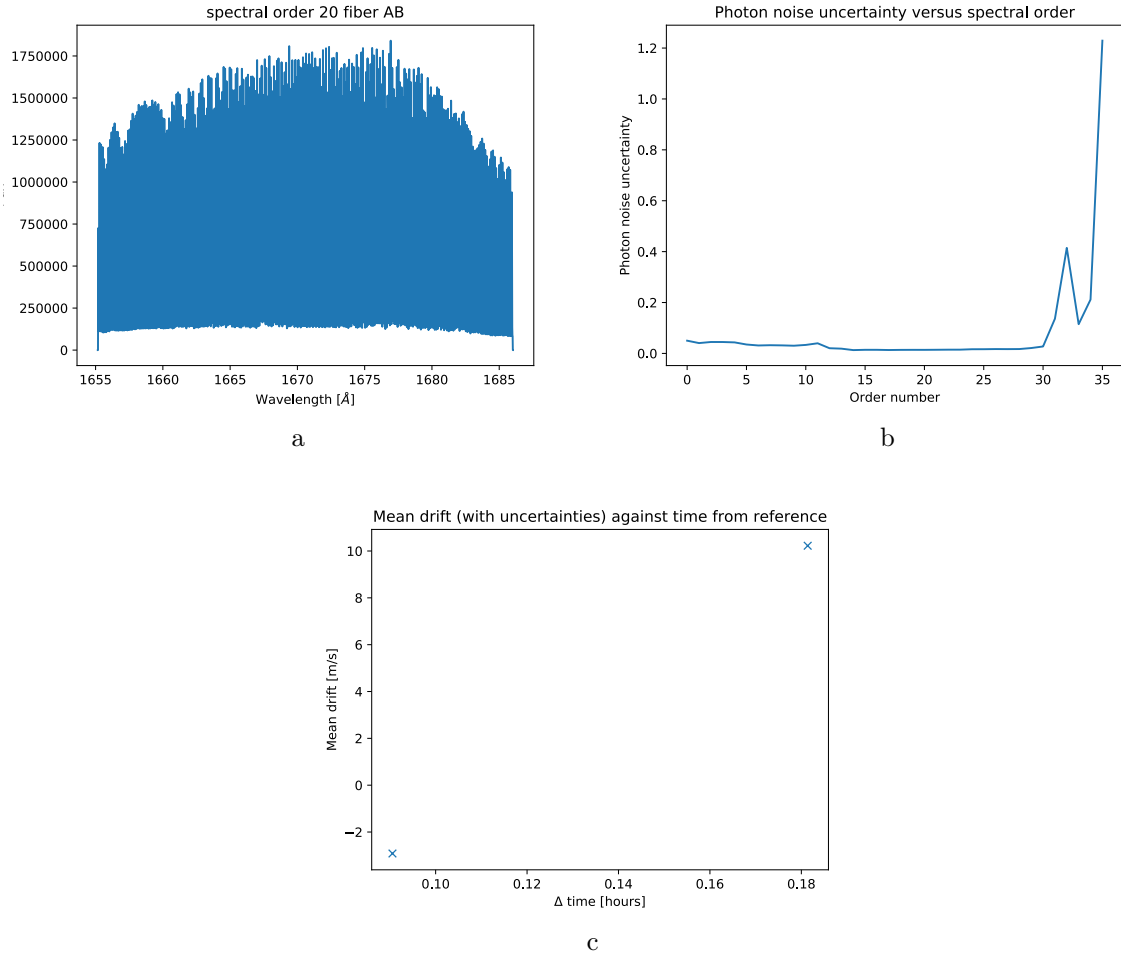 spectral order 20 fiber AB
1750000
1500000
1250000
1000000
750000
500000
250000
0
1655 1660 1665 1670 1675 1680 1685
Wavelength [Å]
a
Photon noise uncertainty versus spectral order
Photon noise uncertainty
1.2
1.0
0.8
0.6
0.4
0.2
0.0
0 5 10 15 20 25 30 35
Order number
b
Mean drift (with uncertainties) against time from reference
Mean drift [m/s]
10
8
6
4
2
0
−2
0.10 0.12 0.14 0.16 0.18
Δ time [hours]
c